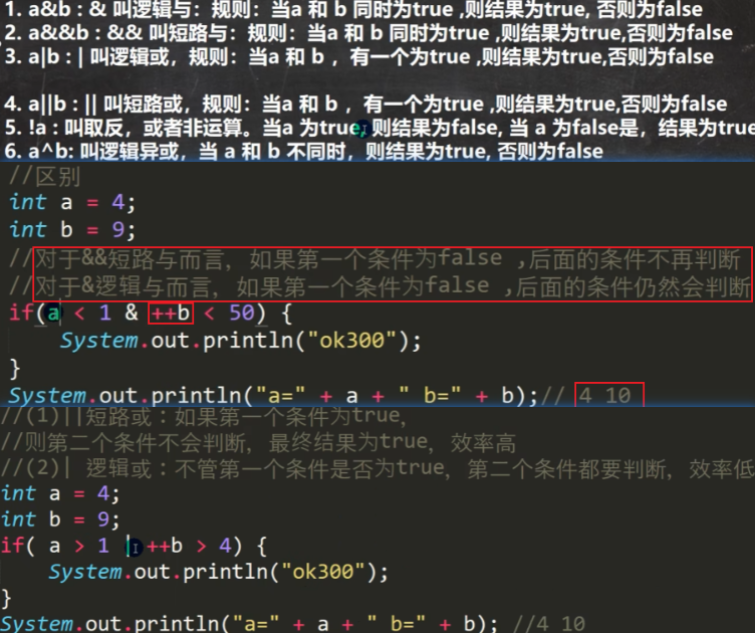 1. a&b : & 叫逻辑与：规则：当a 和 b 同时为true ,则结果为true, 否则为false
2. a&&b : && 叫短路与：规则：当a 和 b 同时为true ,则结果为true,否则为false
3. a|b : | 叫逻辑或，规则：当a 和 b ，有一个为true ,则结果为true,否则为false
4. a||b : || 叫短路或，规则：当a 和 b ，有一个为true ,则结果为true,否则为false
5. !a : 叫取反，或者非运算。当a 为true, 则结果为false, 当 a 为false是，结果为true
6. a^b: 叫逻辑异或，当 a 和 b 不同时，则结果为true, 否则为false
//区别
int a = 4;
int b = 9;
//对于&&短路与而言，如果第一个条件为false ,后面的条件不再判断
//对于&逻辑与而言，如果第一个条件为false ,后面的条件仍然会判断
if(a < 1 & ++b < 50) {
System.out.println("ok300");
}
System.out.println("a=" + a + " b=" + b);// 4 10
//(1)||短路或：如果第一个条件为true，
//则第二个条件不会判断，最终结果为true，效率高
//(2)| 逻辑或：不管第一个条件是否为true，第二个条件都要判断，效率低
int a = 4;
int b = 9;
if( a > 1 | ++b > 4) {
System.out.println("ok300");
}
System.out.println("a=" + a + " b=" + b); //4 10